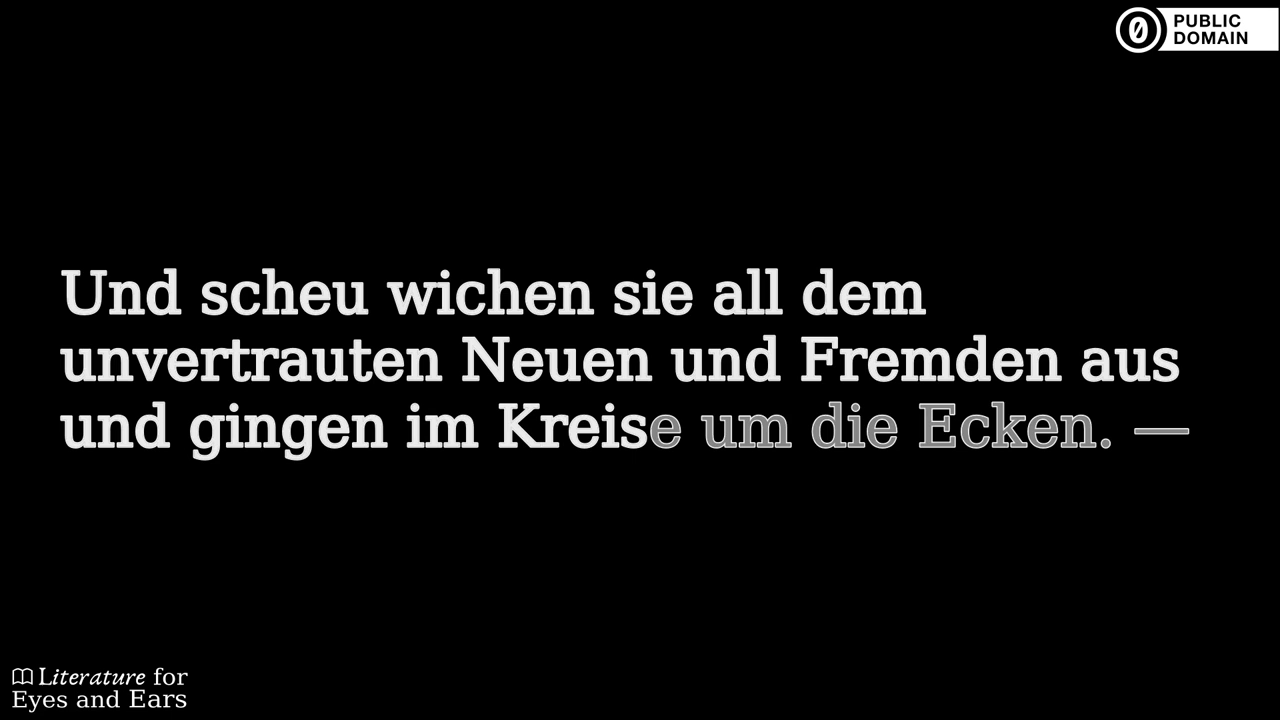 PUBLIC
DOMAIN
Und scheu wichen sie all dem
unvertrauten Neuen und Fremden aus
und gingen im Kreise um die Ecken. —
Literature for
Eyes and Ears